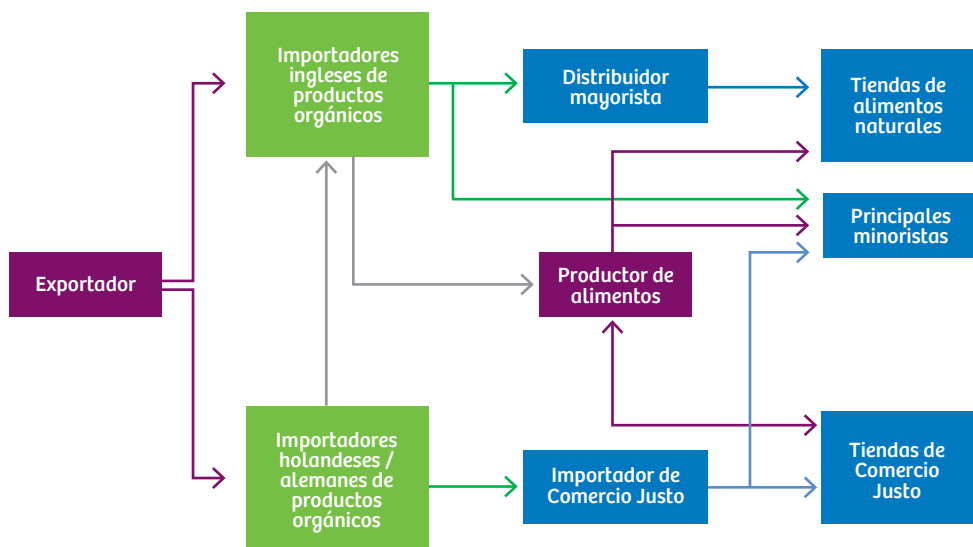 Importadores
ingleses de
productos
orgánicos
Distribuidor
mayorista
Tiendas de
alimentos
naturales
Principales
minoristas
Exportador
Productor de
alimentos
Importadores
holandeses /
alemanes de
productos
orgánicos
Importador de
Comercio Justo
Tiendas de
Comercio
Justo